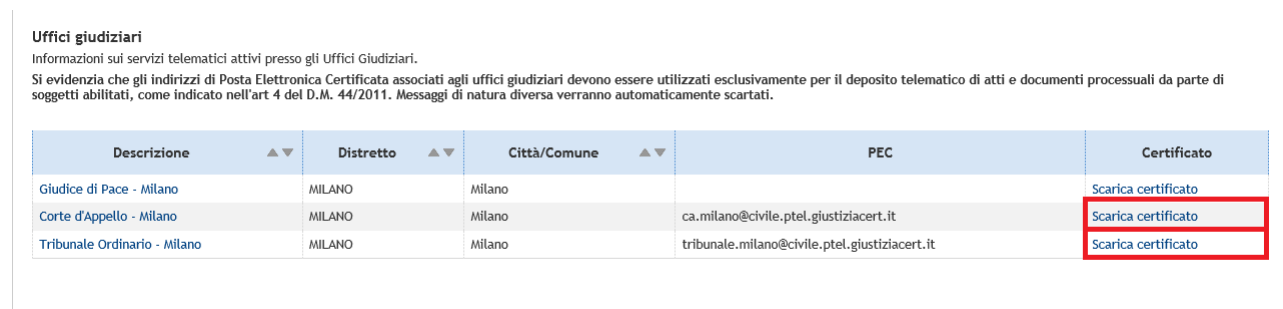 Uffici giudiziari
Informazioni sui servizi telematici attivi presso gli Uffici Giudiziari.
Si evidenzia che gli indirizzi di Posta Elettronica Certificata associati agli uffici giudiziari devono essere utilizzati esclusivamente per il deposito telematico di atti e documenti processuali da parte di
soggetti abilitati, come indicato nell'art 4 del D.M. 44/2011. Messaggi di natura diversa verranno automaticamente scartati.
Descrizione Distretto Città/Comune PEC Certificato
Giudice di Pace - Milano MILANO Milano Scarica certificato
Corte d'Appello - Milano MILANO Milano ca.milano@civile.ptel.giustiziacert.it Scarica certificato
Tribunale Ordinario - Milano MILANO Milano tribunale.milano@civile.ptel.giustiziacert.it Scarica certificato